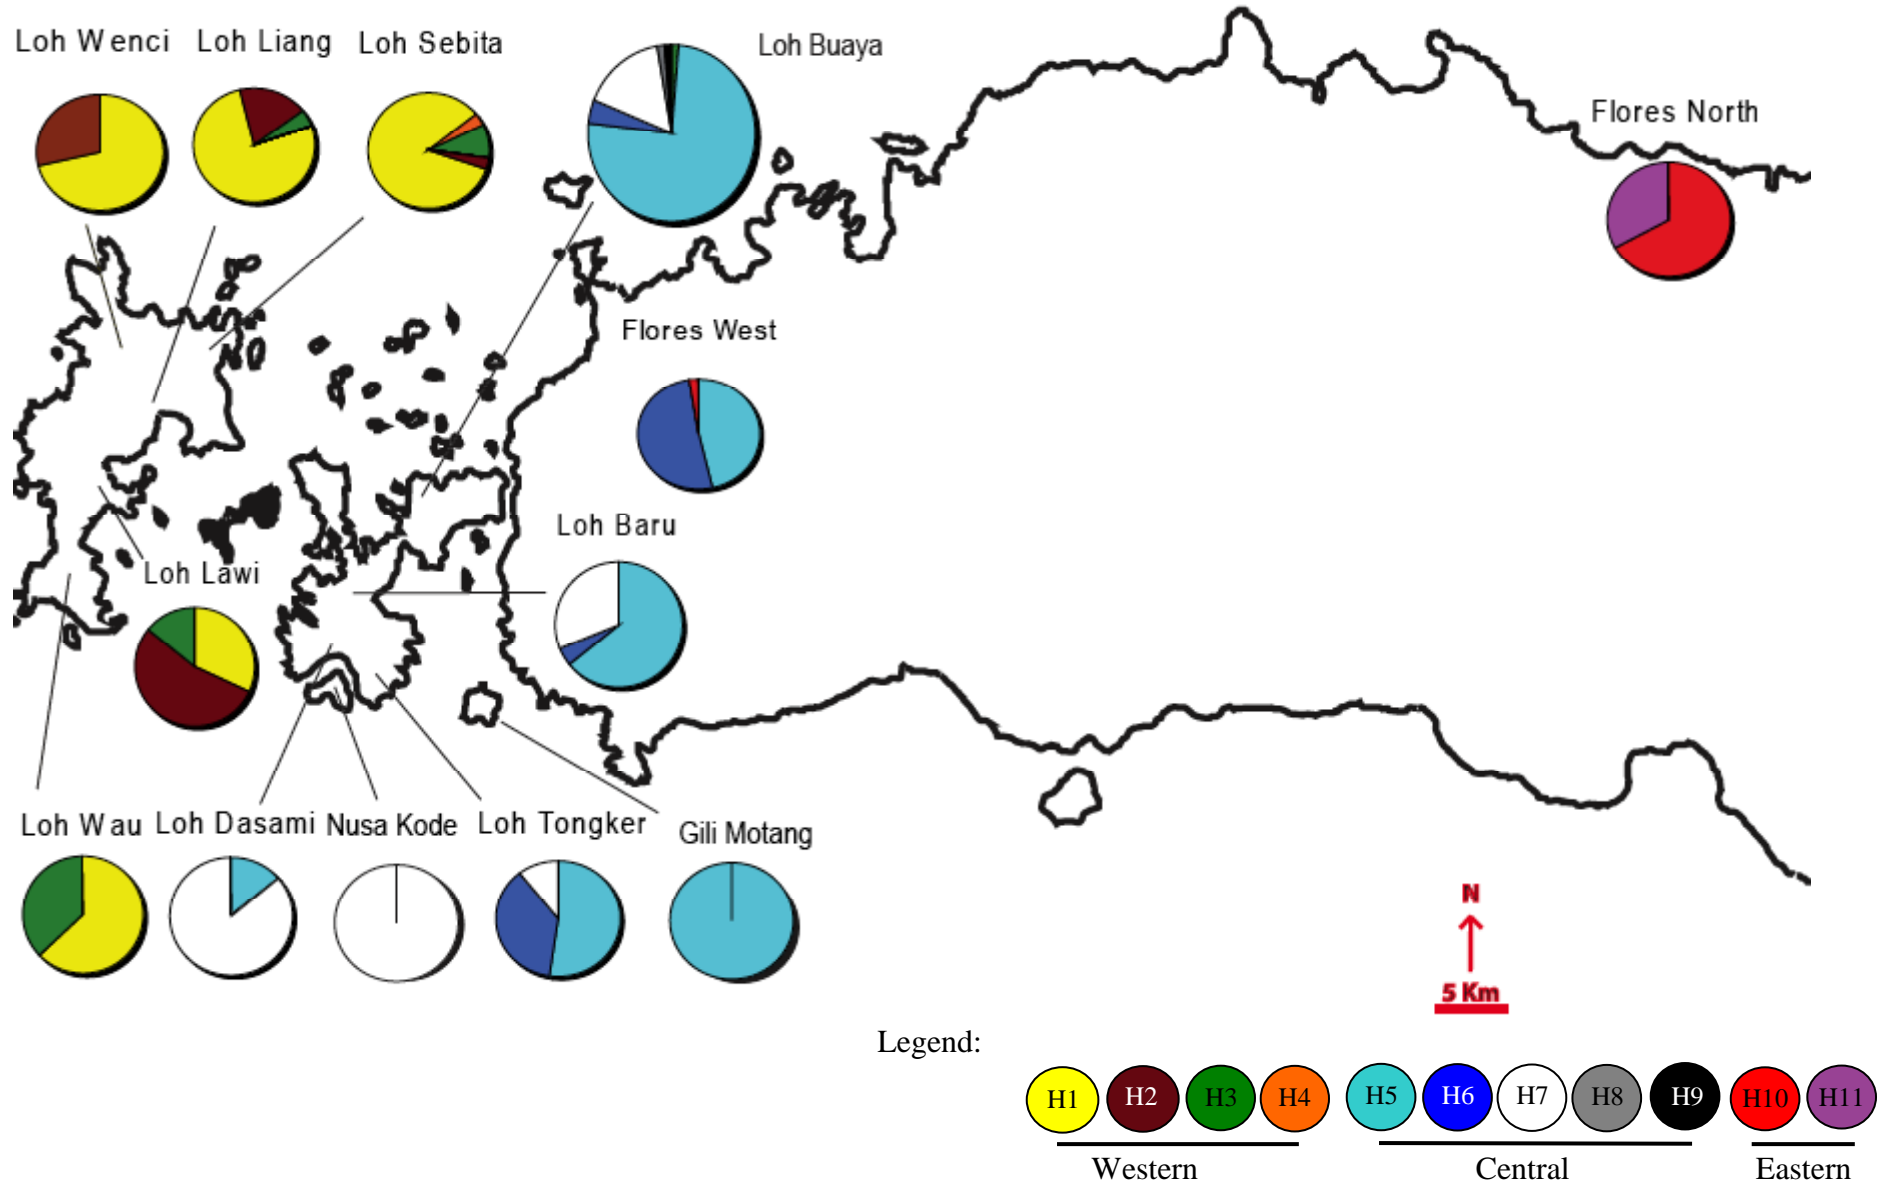 Loh Wenci
Loh Liang
Loh Sebita
Loh Buaya
Flores North
Flores West
Loh Baru
Loh Lawi
Loh Wau
Loh Dasami
Nusa Kode
Loh Tongker
Gili Motang
N
5 Km
Legend:
H1 H2 H3 H4 H5 H6 H7 H8 H9 H10 H11
Western Central Eastern